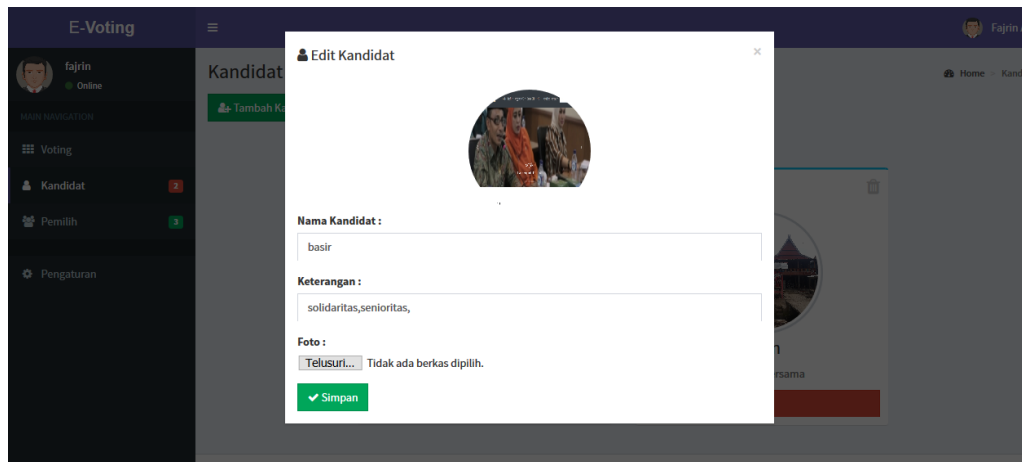 E-Voting
Fajrin
fajrin
Online
MAIN NAVIGATION
Voting
Kandidat 2
Pemilih 3
Pengaturan
Kandidat
Home Kand
Tambah Ka
Edit Kandidat
×
Nama Kandidat :
basir
Keterangan :
solidaritas,senioritas,
Foto :
Telusuri... Tidak ada berkas dipilih.
Simpan
n
rsama